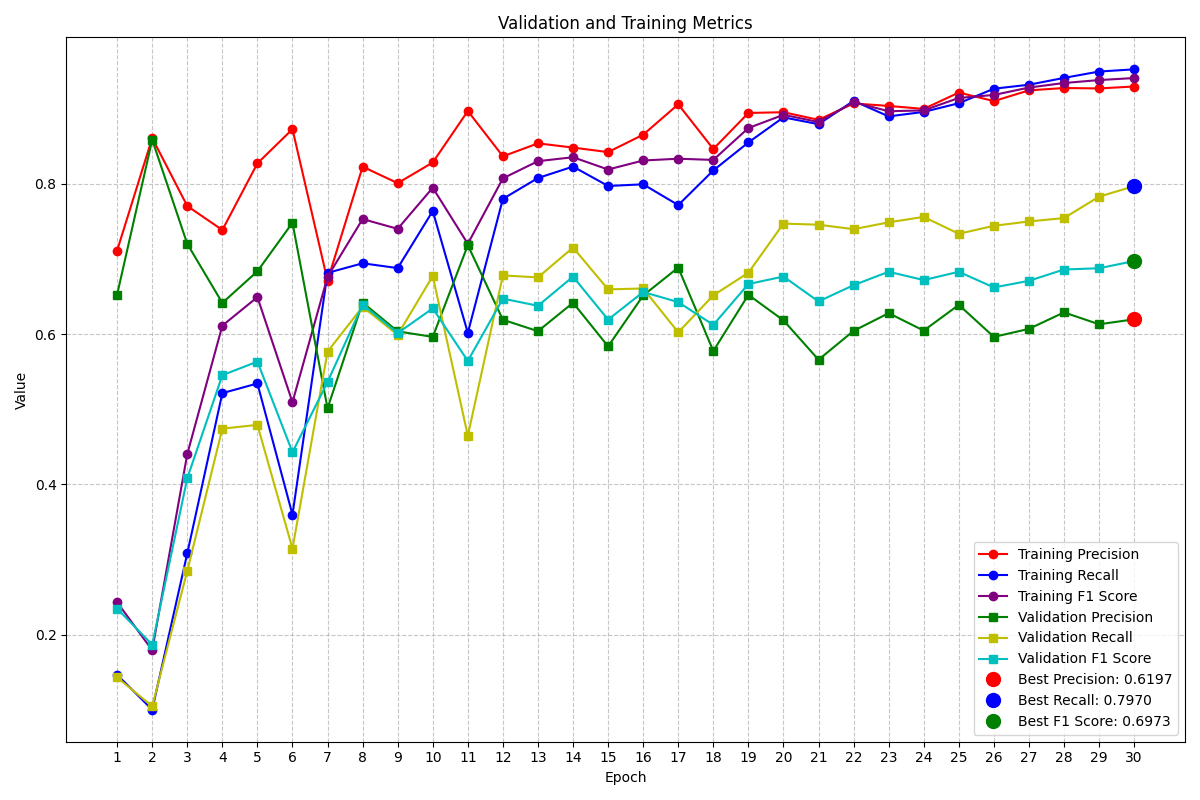 Validation and Training Metrics
Value
0.8
0.6
0.4
0.2
Training Precision
Training Recall
Training F1 Score
Validation Precision
Validation Recall
Validation F1 Score
Best Precision: 0.6197
Best Recall: 0.7970
Best F1 Score: 0.6973
1 2 3 4 5 6 7 8 9 10 11 12 13 14 15 16 17 18 19 20 21 22 23 24 25 26 27 28 29 30
Epoch